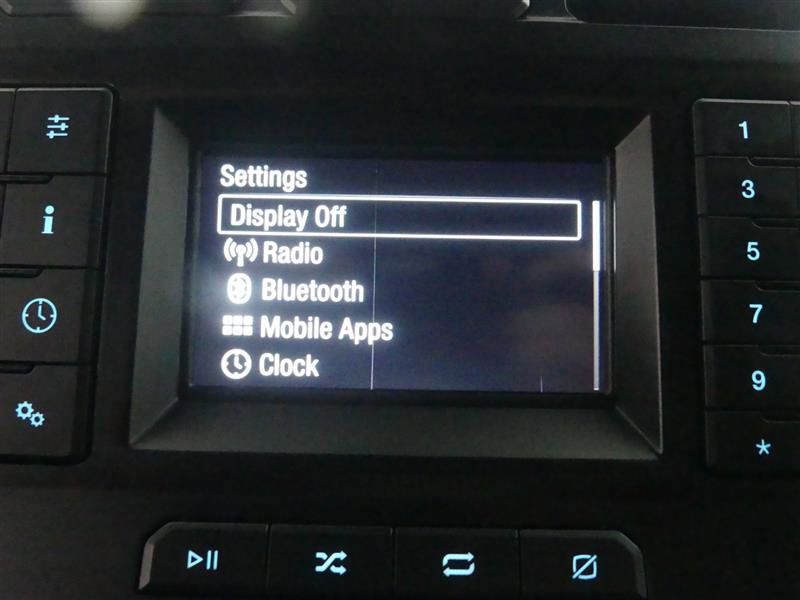 Settings
Display Off
Radio
Bluetooth
Mobile Apps
Clock
i
1
3
5
7
9
*